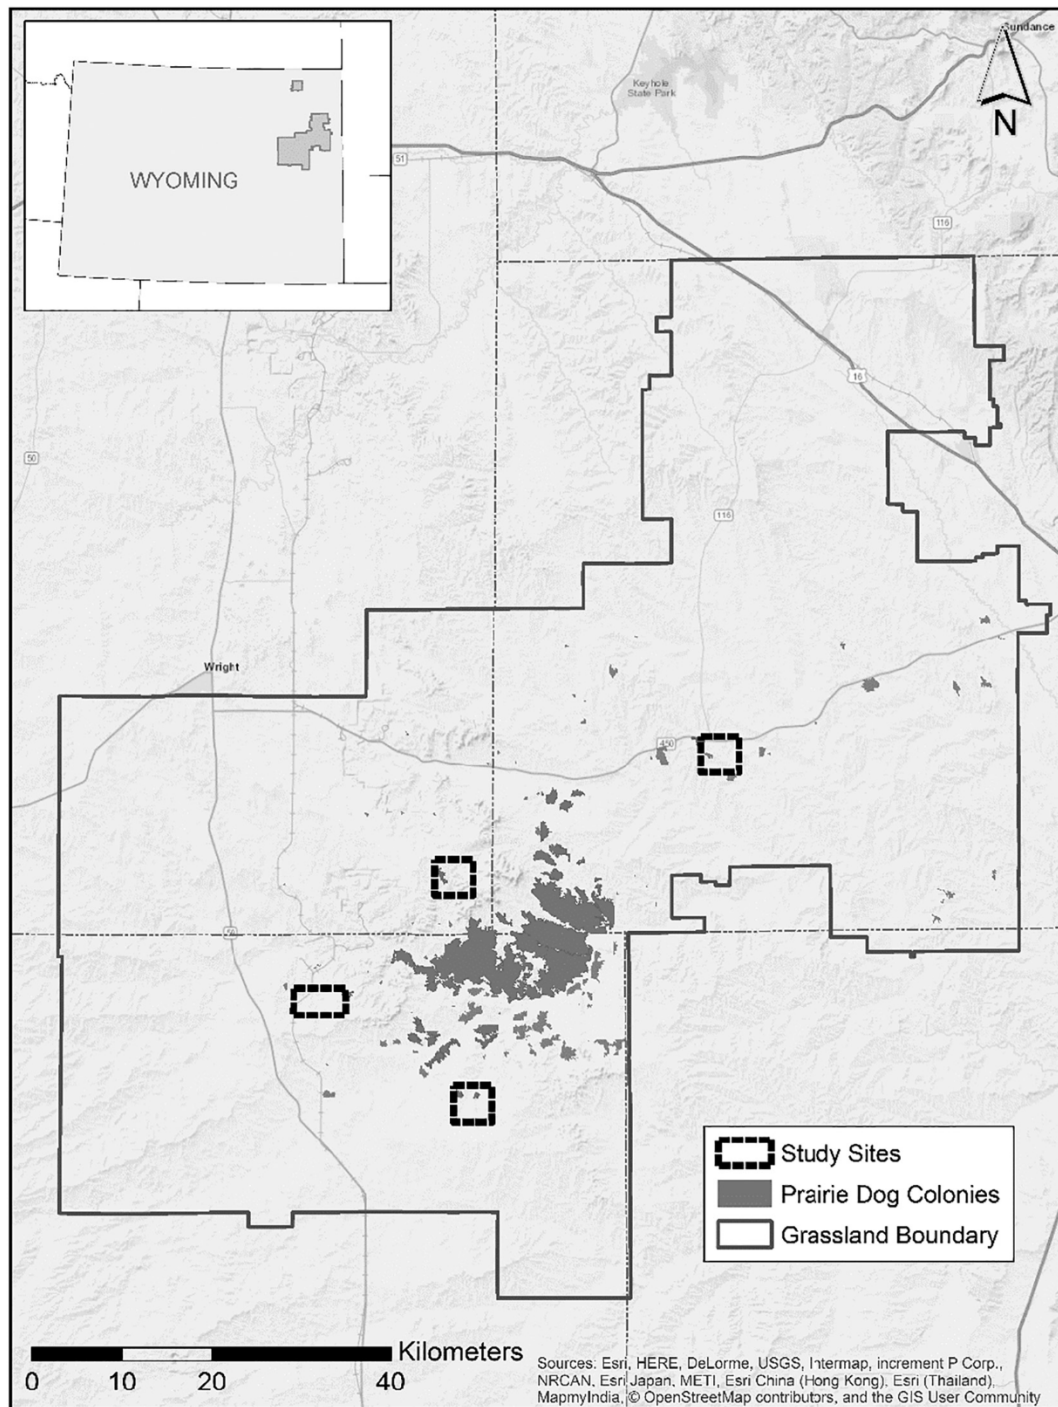 Sundance
Keyhole
State Park
N
51
WYOMING
116
16
50
116
Wright
450
59
Study Sites
Prairie Dog Colonies
Grassland Boundary
Kilometers
0 10 20 40
Sources: Esri, HERE, DeLorme, USGS, Intermap, increment P Corp.,
NRCAN, Esri Japan, METI, Esri China (Hong Kong), Esri (Thailand),
MapmyIndia, © OpenStreetMap contributors, and the GIS User Community